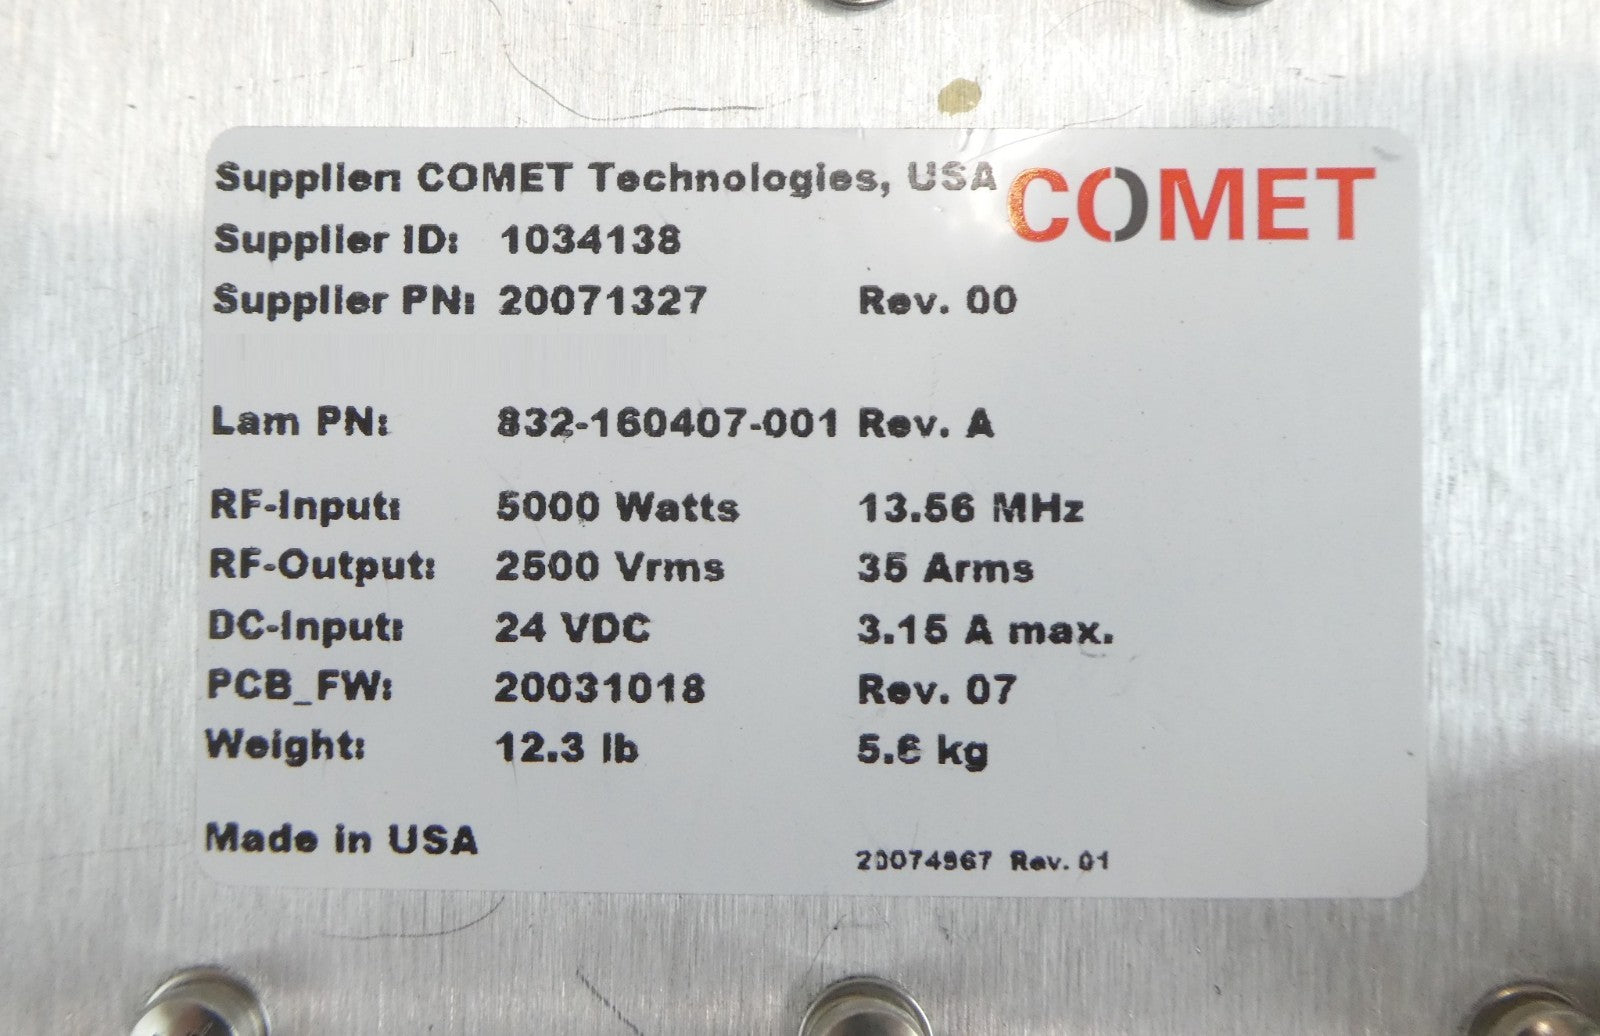 Supplier: COMET Technologies, USA
COMET
Supplier ID: 1034138
Supplier PN: 20071327 Rev. 00
Lam PN: 832-160407-001 Rev. A
RF-Input: 5000 Watts 13.56 MHz
RF-Output: 2500 Vrms 35 Arms
DC-Input: 24 VDC 3.15 A max.
PCB_FW: 20031018 Rev. 07
Weight: 12.3 lb 5.6 kg
Made in USA
20074967 Rev. 01